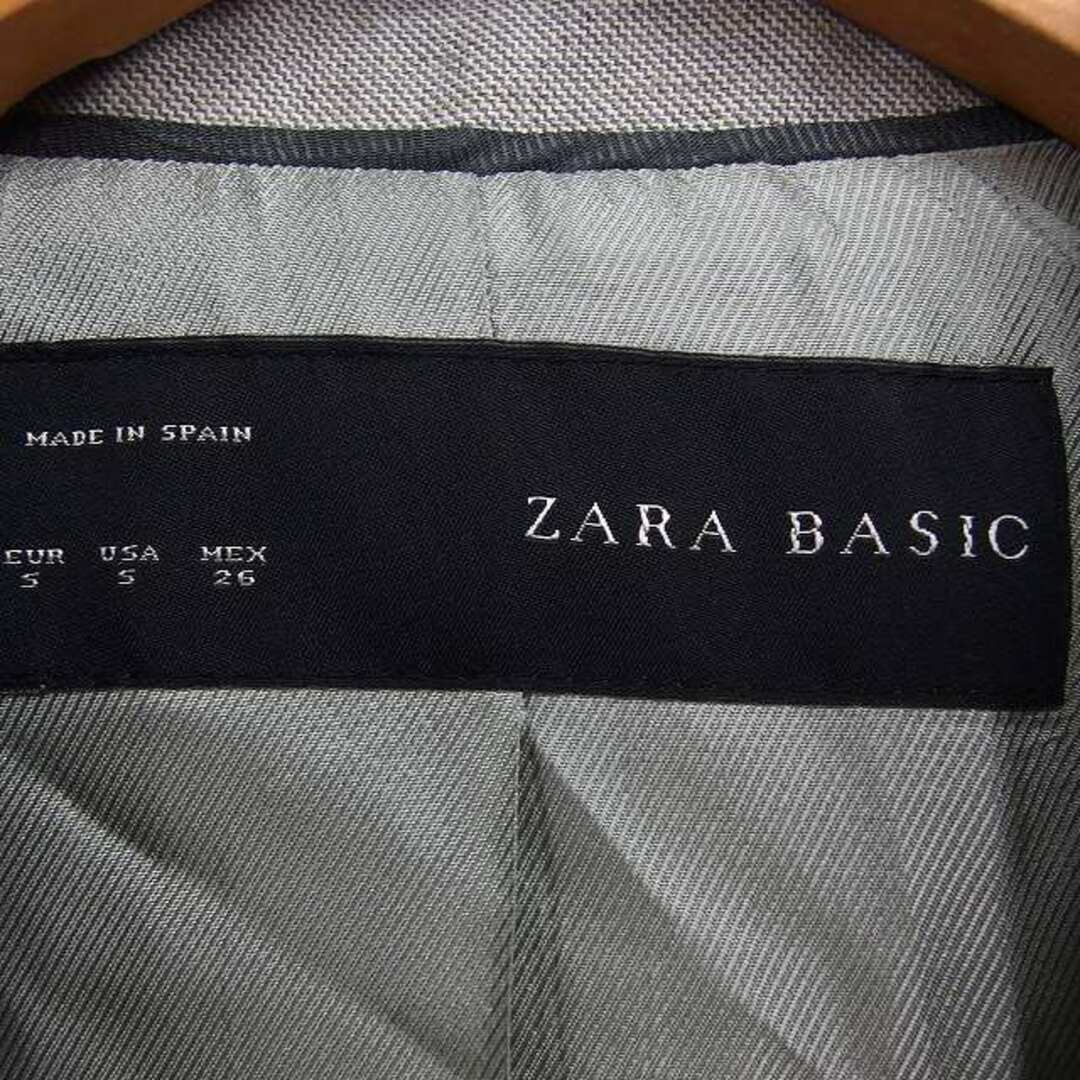 MADE IN SPAIN
ZARA BASIC
EUR USA MEX
S S 26